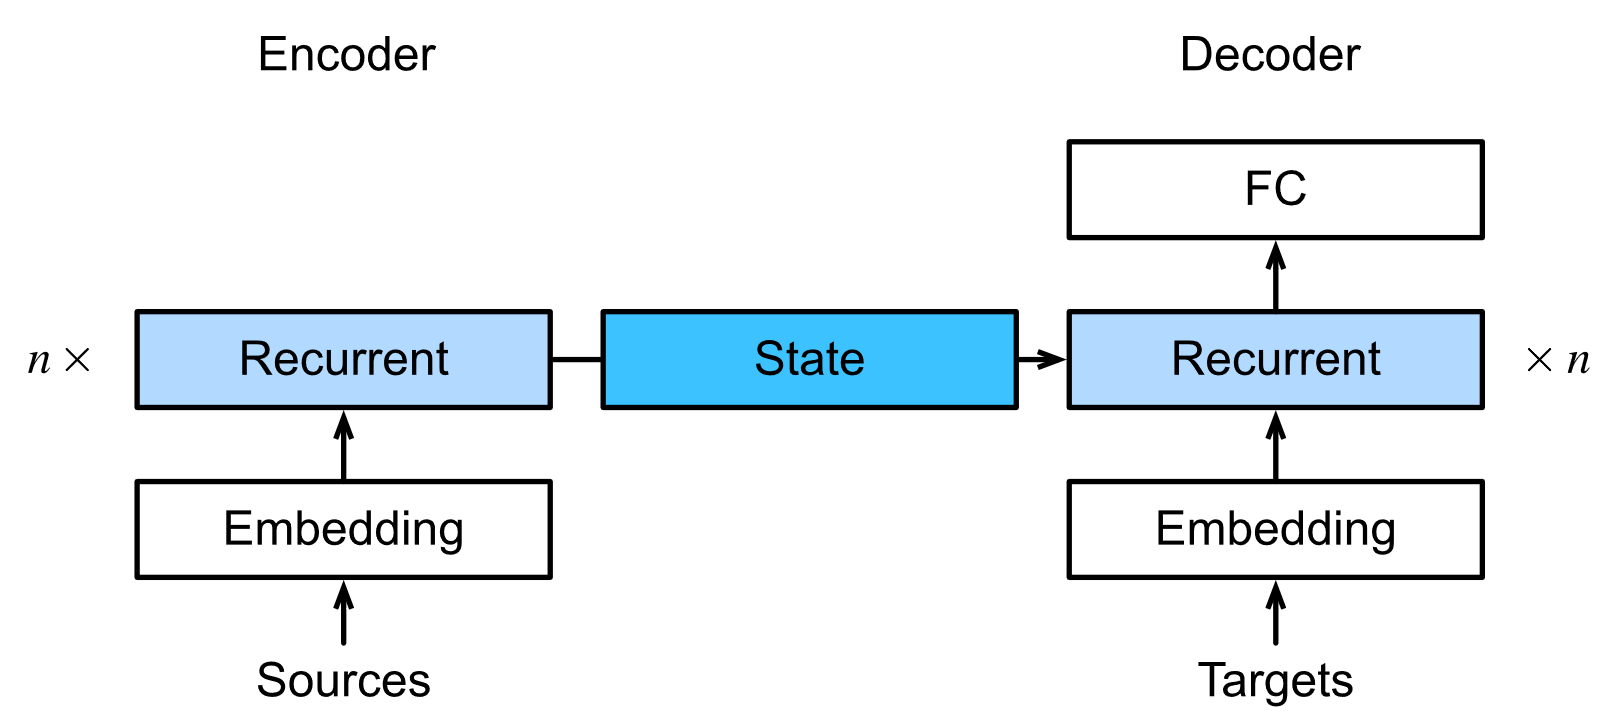 Encoder
Decoder
FC
n ×
Recurrent
State
Recurrent
× n
Embedding
Embedding
Sources
Targets